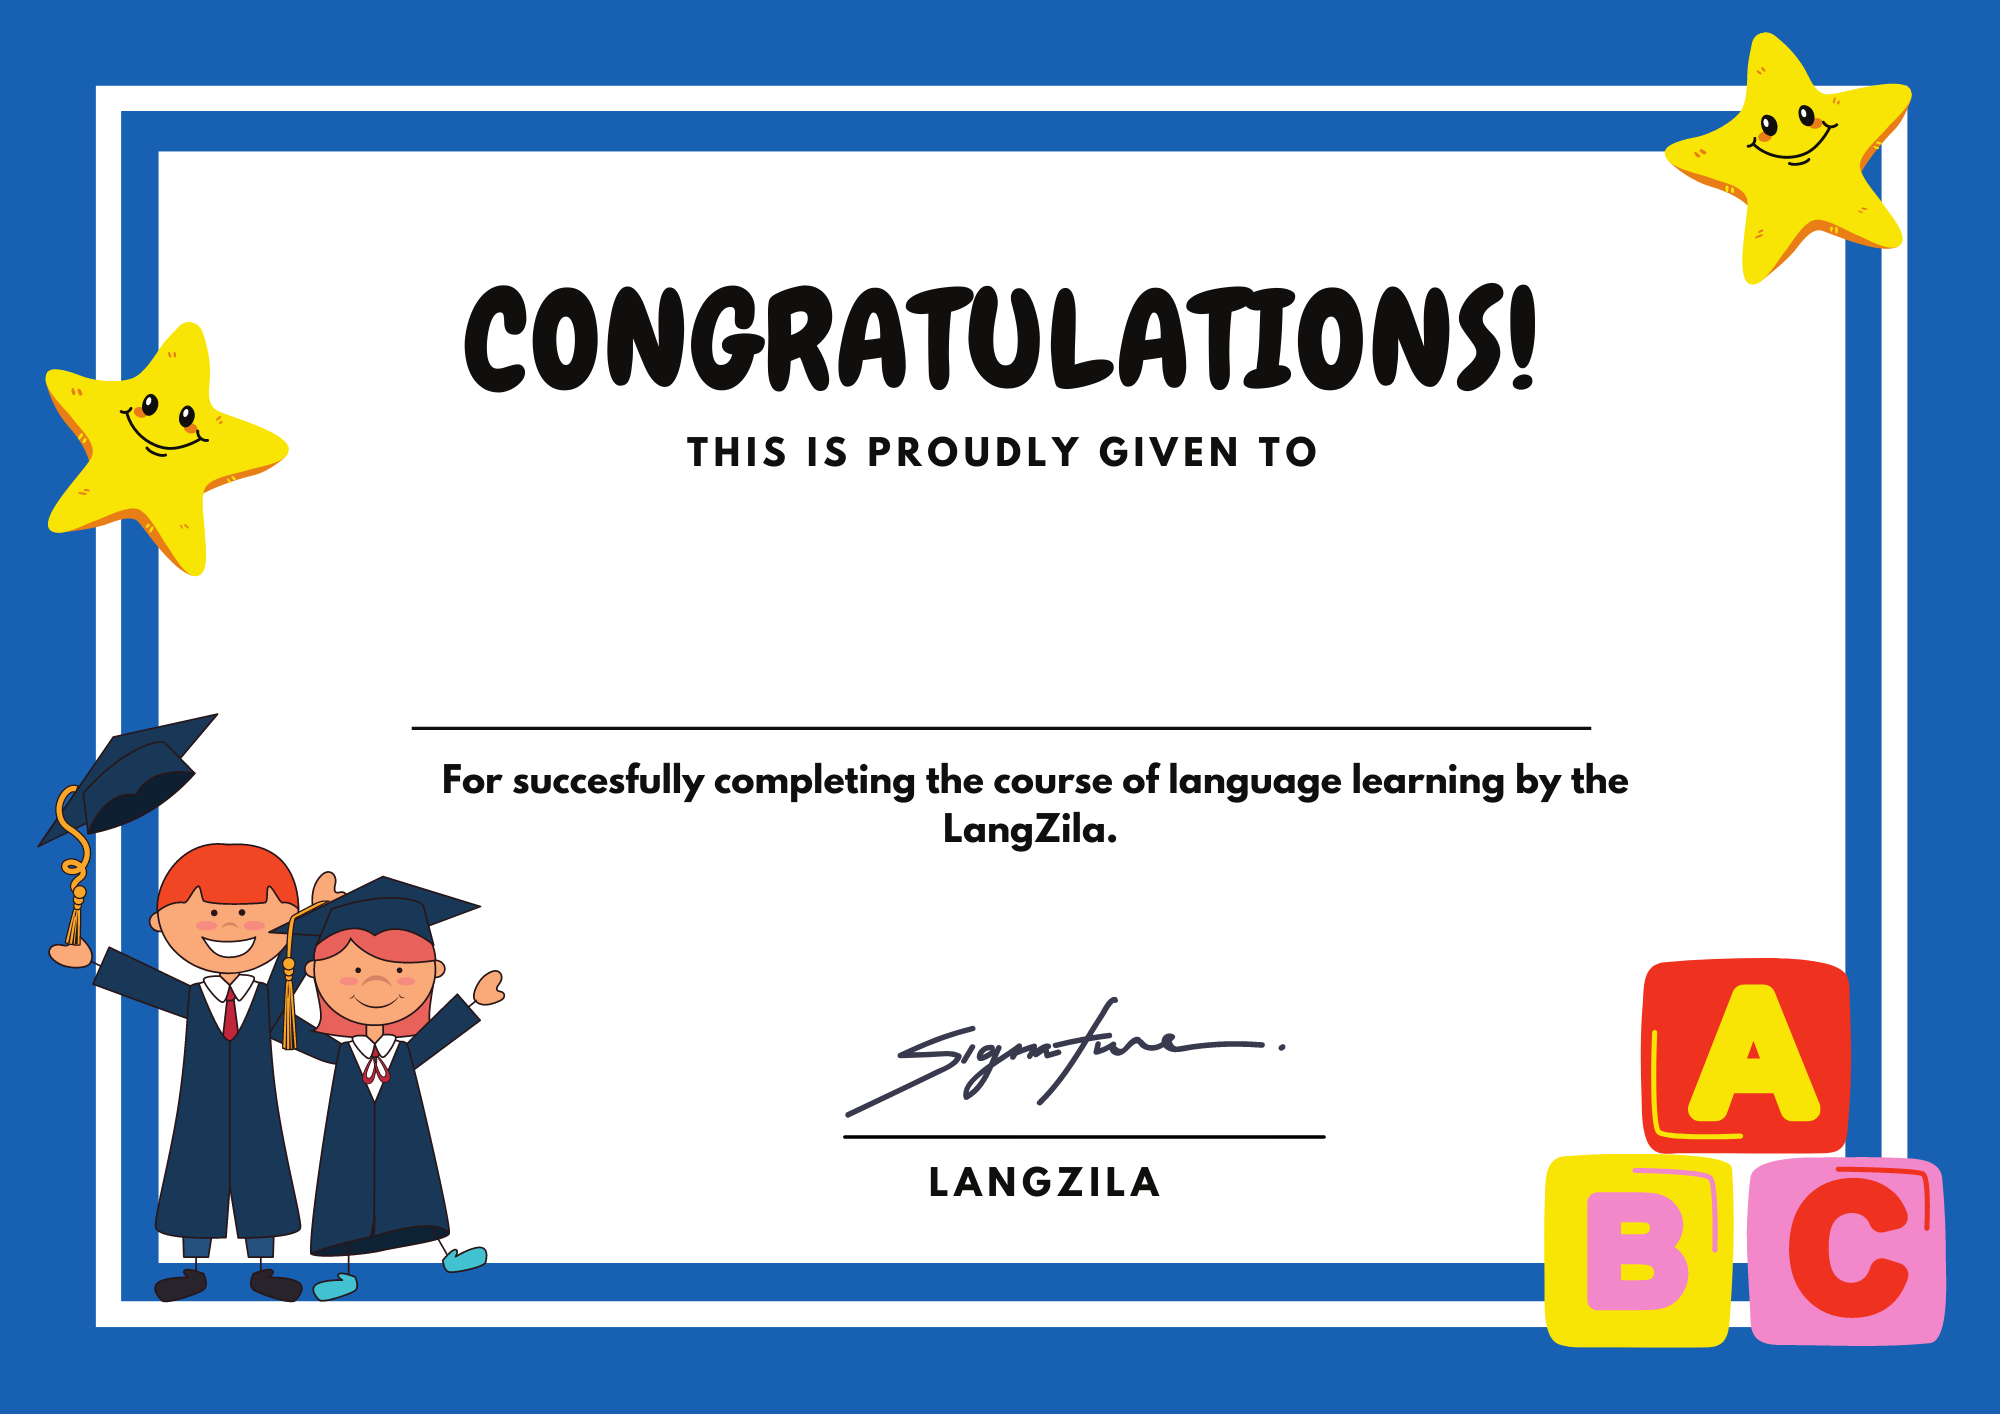 CONGRATULATIONS!
THIS IS PROUDLY GIVEN TO
For succesfully completing the course of language learning by the
LangZila.
Signature
LANGZILA
A
B C